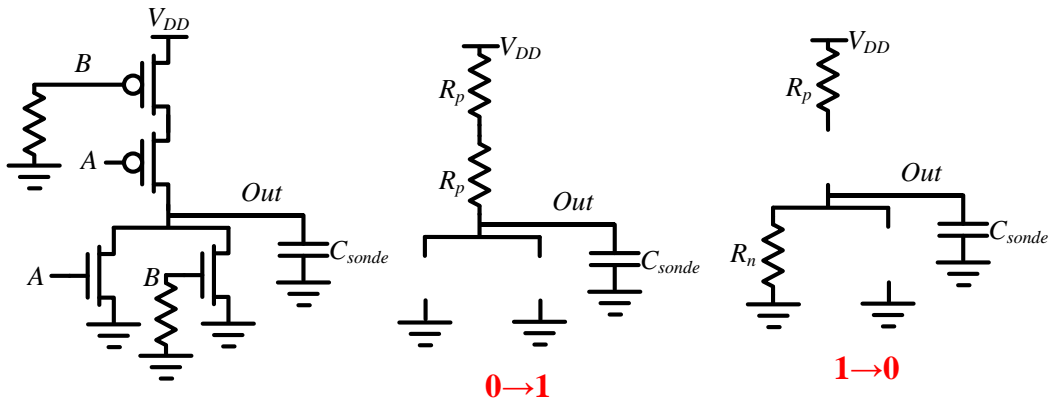 V_DD
B
A
Out
C_sonde
A
B
V_DD
R_p
R_p
Out
C_sonde
0→1
V_DD
R_p
Out
R_n
C_sonde
1→0